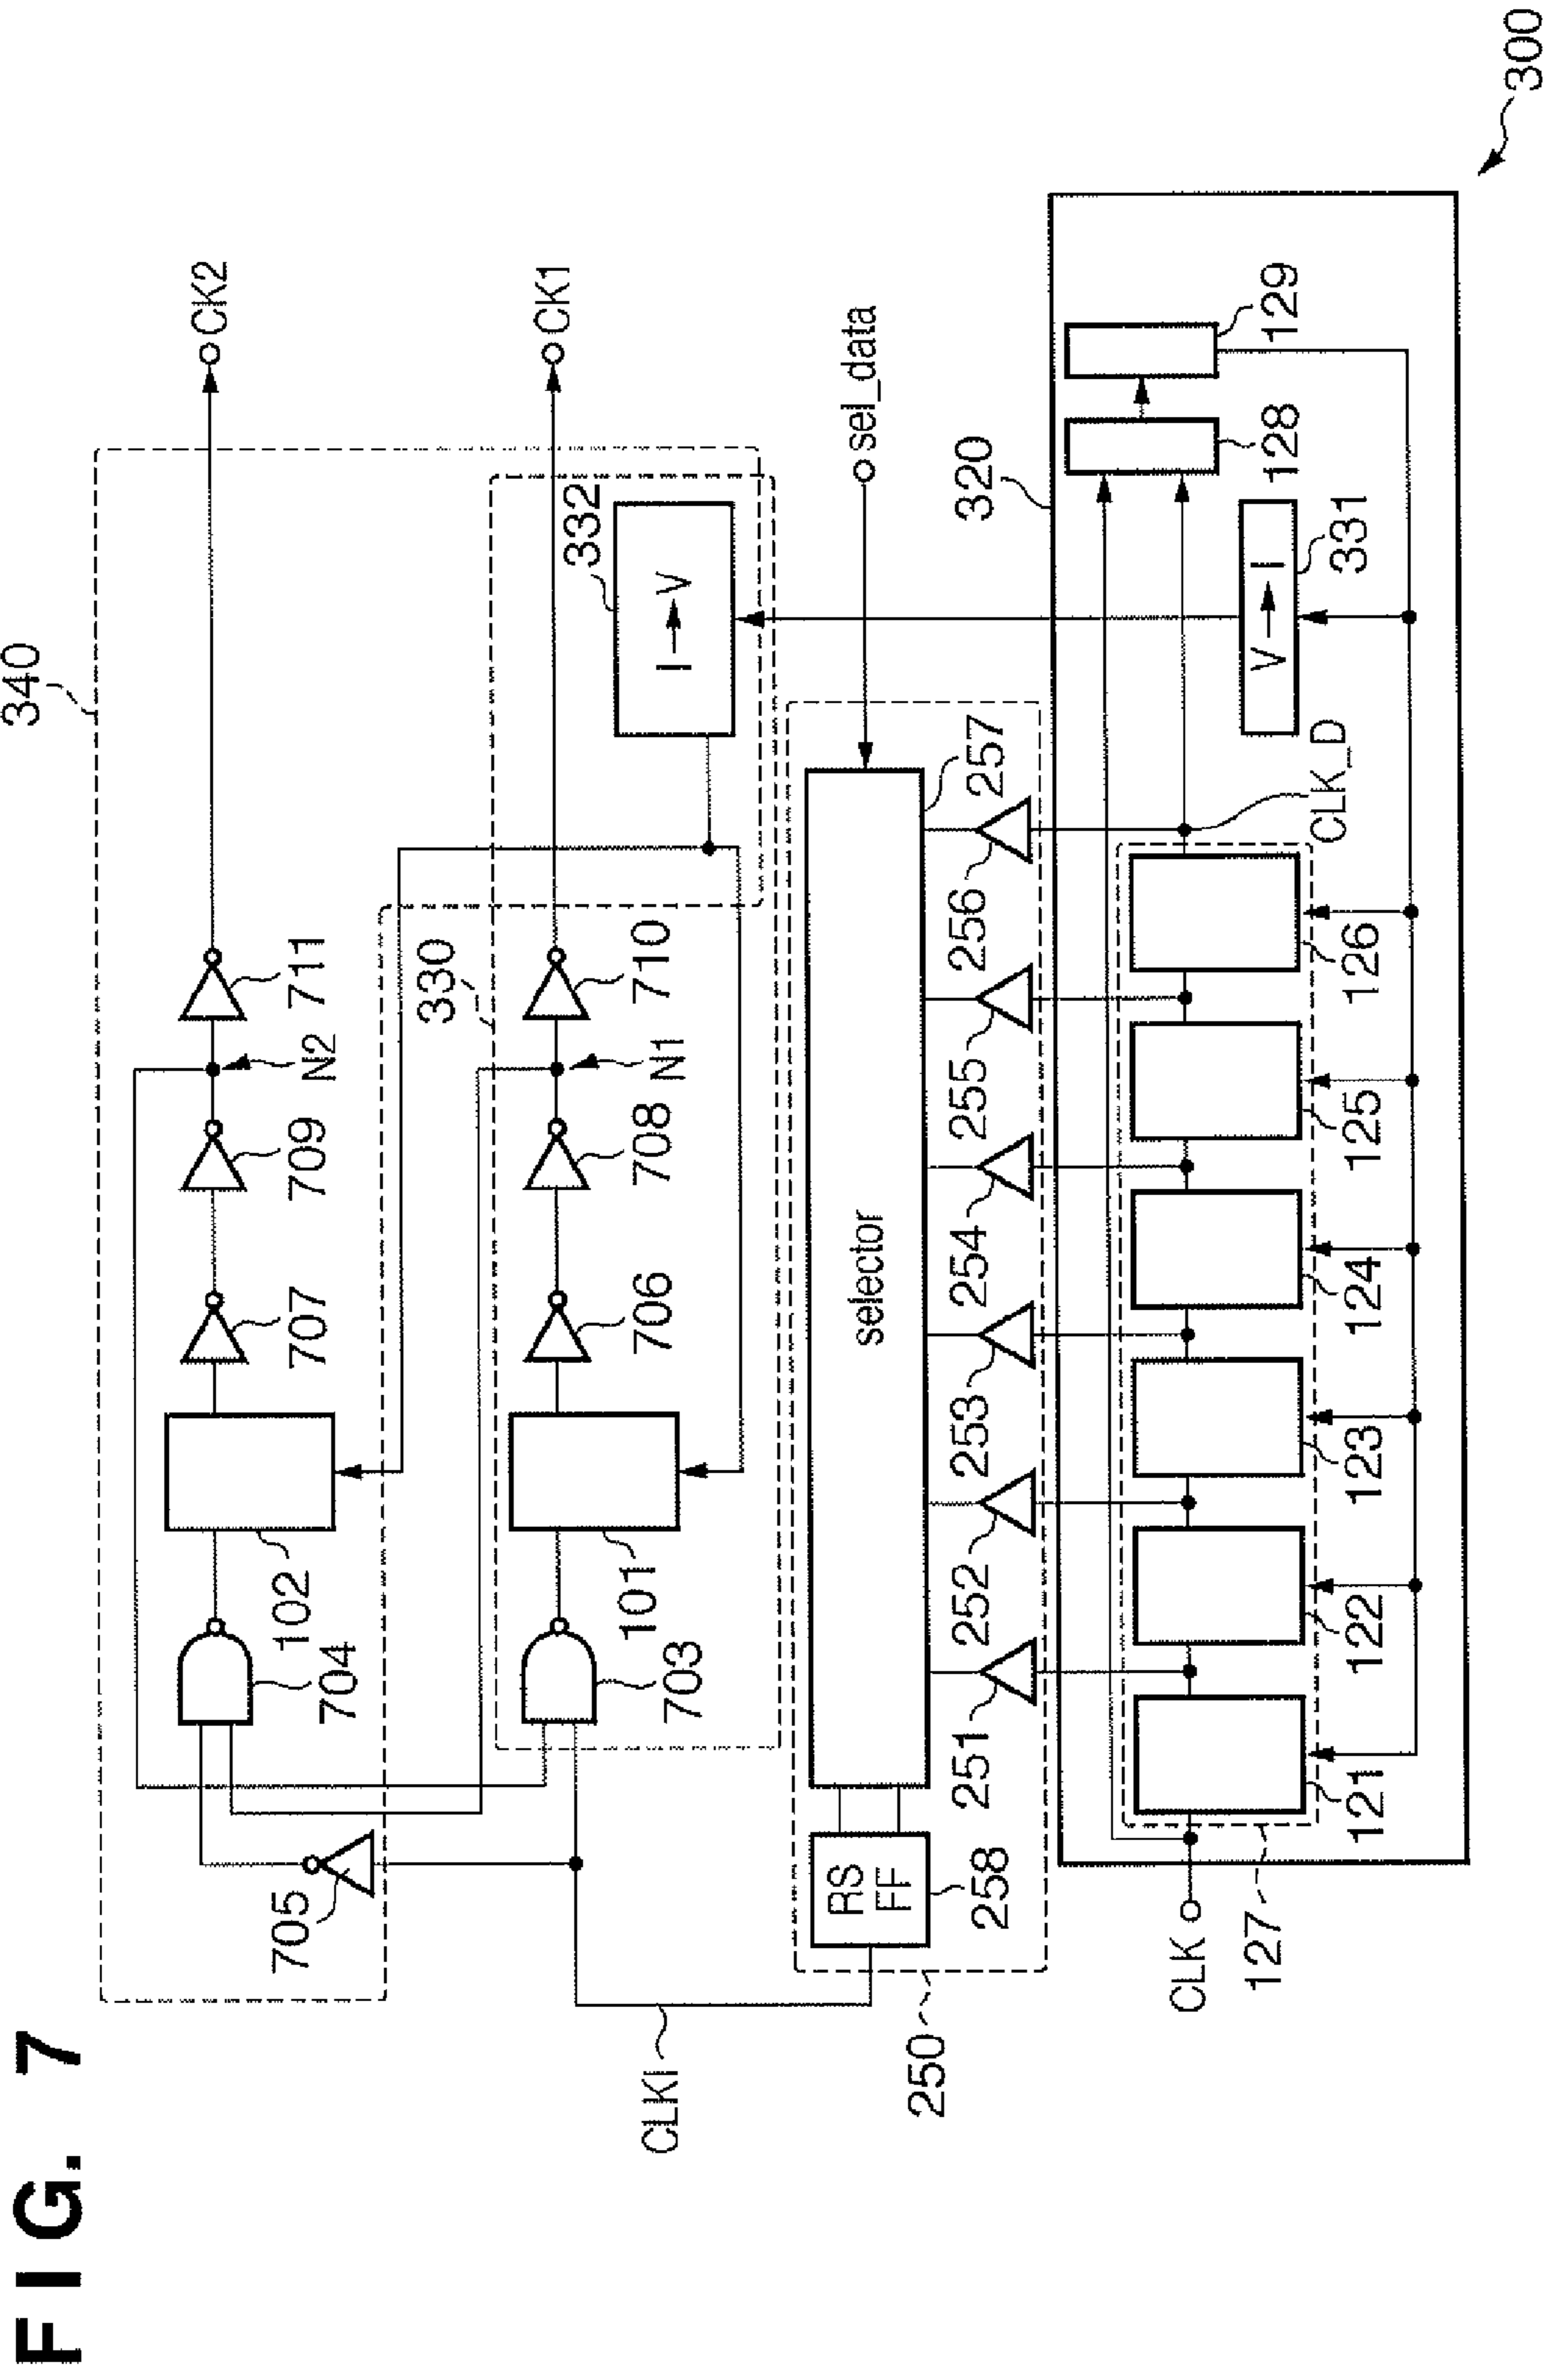 FIG. 7
340
CK2
711
N2
709
707
102
704
705
330
332
I V
CK1
710
N1
708
706
101
703
CLKI
sel_data
selector
257
256
255
254
253
252
251
RS
FF
258
250
320
129
128
331
V I
CLK_D
126
125
124
123
122
121
CLK
127
300